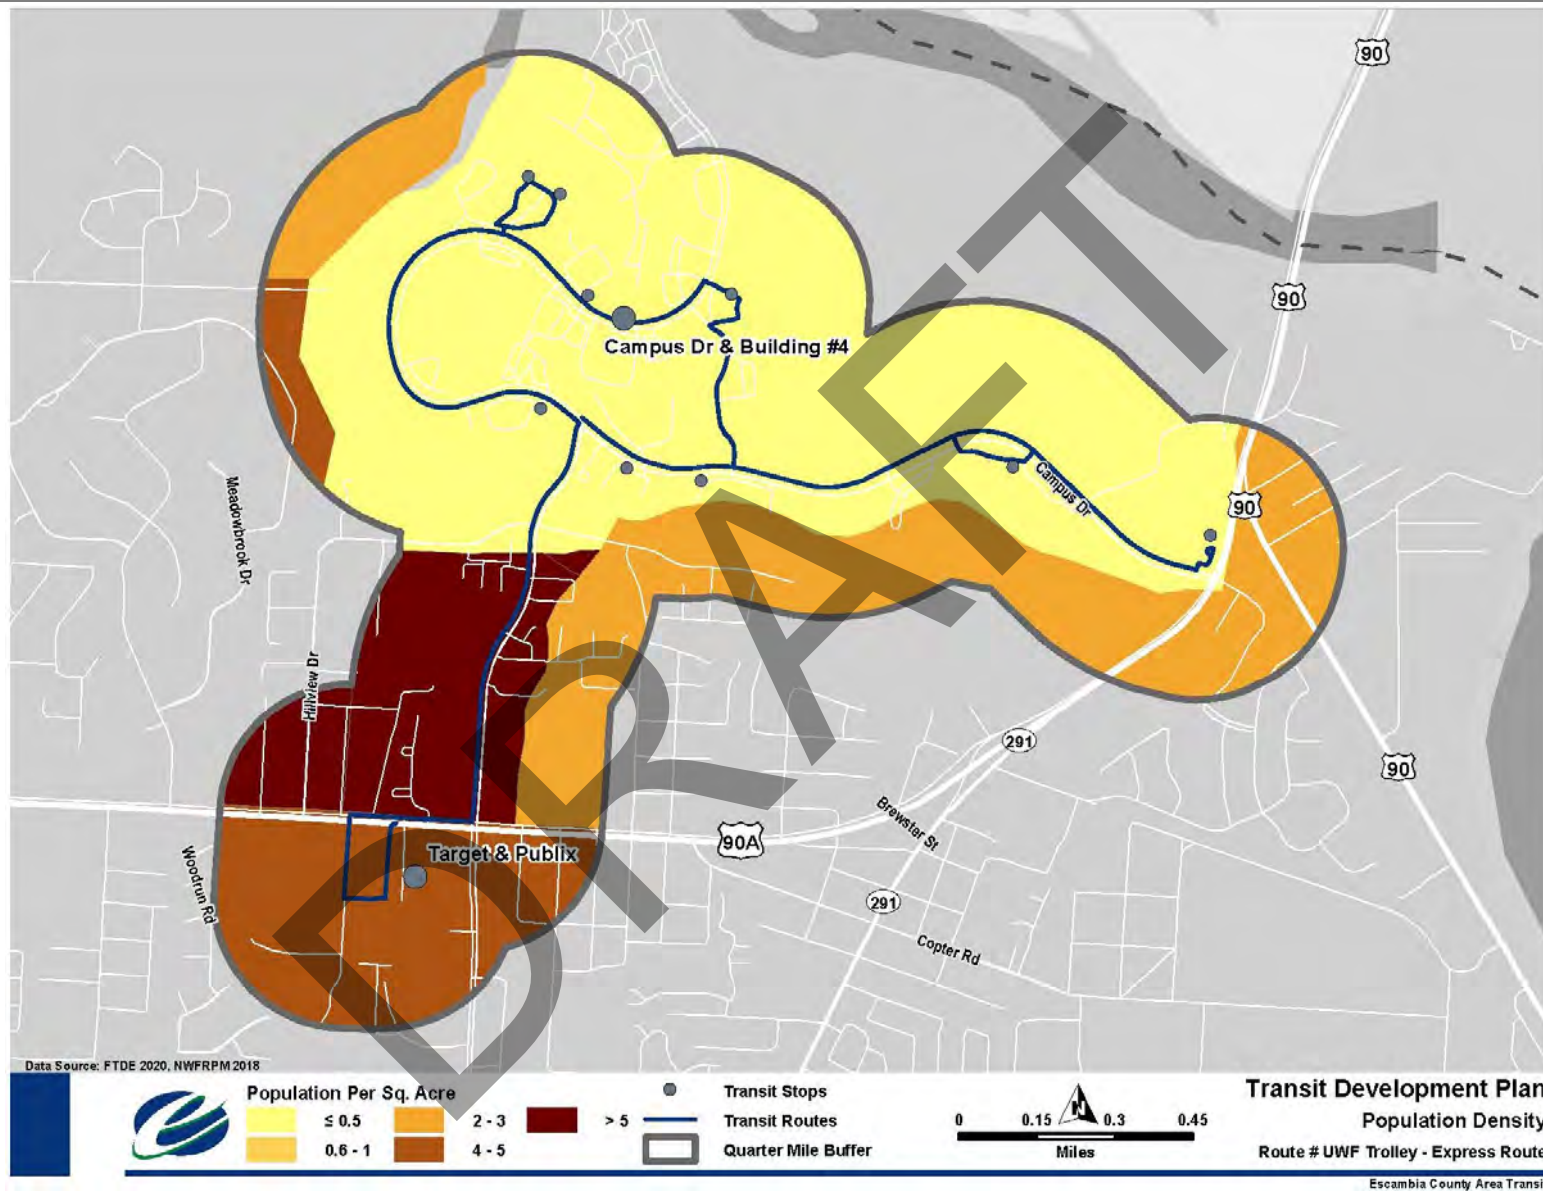 90
90
Campus Dr & Building #4
Campus Dr
90
Meadowbrook Dr
Hillview Dr
291
90
Brewster St
90A
Target & Publix
Woodrun Rd
291
Copter Rd
DRAFT
Data Source: FTDE 2020, NWFRPM 2018
Population Per Sq. Acre
≤ 0.5
2 - 3
> 5
0.6 - 1
4 - 5
Transit Stops
Transit Routes
Quarter Mile Buffer
N
0 0.15 0.3 0.45
Miles
Transit Development Plan
Population Density
Route # UWF Trolley - Express Route
Escambia County Area Transi